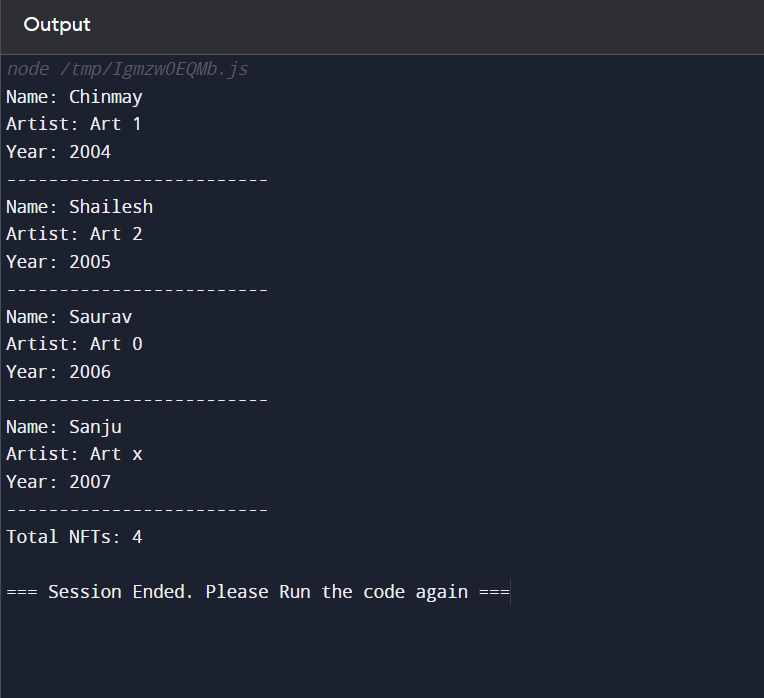 Output
node /tmp/Igmzw0EQMb.js
Name: Chinmay
Artist: Art 1
Year: 2004
-------------------------
Name: Shailesh
Artist: Art 2
Year: 2005
-------------------------
Name: Saurav
Artist: Art 0
Year: 2006
-------------------------
Name: Sanju
Artist: Art x
Year: 2007
-------------------------
Total NFTs: 4
=== Session Ended. Please Run the code again ===